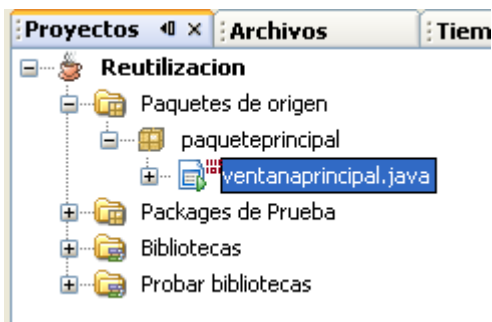 Proyectos Archivos Tiem
Reutilizacion
Paquetes de origen
paqueteprincipal
ventanaprincipal.java
Packages de Prueba
Bibliotecas
Probar bibliotecas